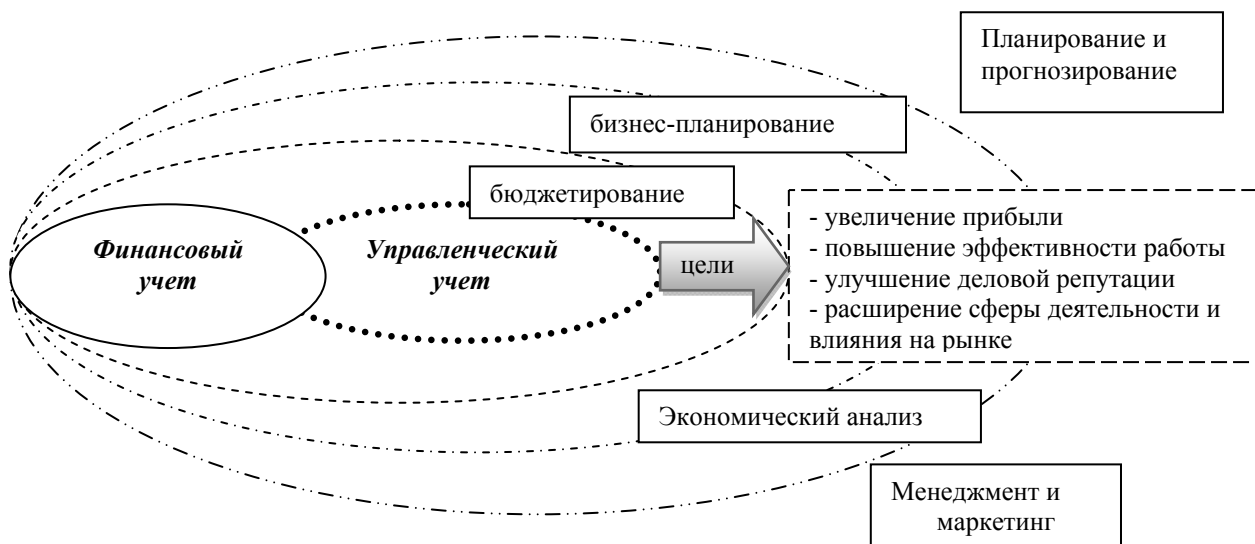 Планирование и
прогнозирование
бизнес-планирование
бюджетирование
Финансовый
учет
Управленческий
учет
цели
- увеличение прибыли
- повышение эффективности работы
- улучшение деловой репутации
- расширение сферы деятельности и
влияния на рынке
Экономический анализ
Менеджмент и
маркетинг